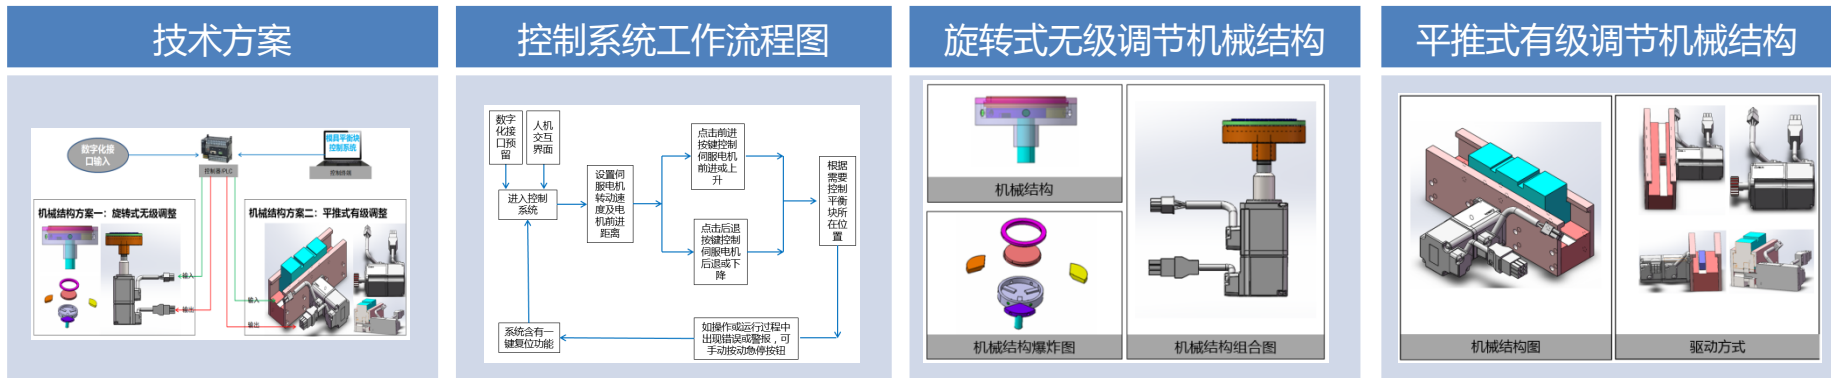 技术方案
数字化接
口输入
模具平衡块
控制系统
控制器/PLC
控制终端
机械结构方案一：旋转式无级调整
输入
输出
机械结构方案二：平推式有级调整
输入
输出
控制系统工作流程图
数字
化接
口预
留
人机
交互
界面
进入控制
系统
设置伺
服电机
转动速
度及电
机前进
距离
点击前进
按键控制
伺服电机
前进或上
升
点击后退
按键控制
伺服电机
后退或下
降
根据
需要
控制
平衡
块所
在位
置
如操作或运行过程中
出现错误或警报，可
手动按动急停按钮
系统含有一
键复位功能
旋转式无级调节机械结构
机械结构
机械结构爆炸图
机械结构组合图
平推式有级调节机械结构
机械结构图
驱动方式